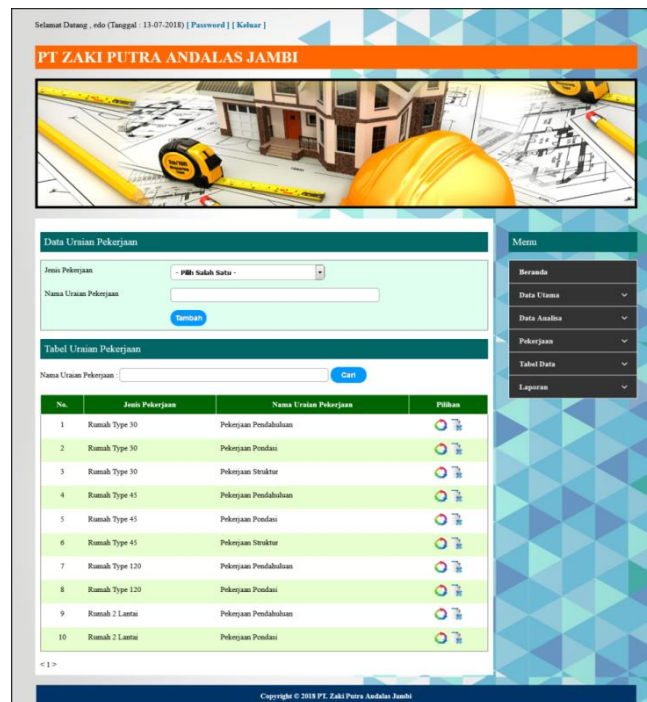 Selamat Datang , edo (Tanggal : 13-07-2018) [ Password ] [ Keluar ]
PT ZAKI PUTRA ANDALAS JAMBI
Data Uraian Pekerjaan
Jenis Pekerjaan - Pilih Salah Satu -
Nama Uraian Pekerjaan
Tambah
Tabel Uraian Pekerjaan
Nama Uraian Pekerjaan : Cari
No. Jenis Pekerjaan Nama Uraian Pekerjaan Pilihan
1 Rumah Type 30 Pekerjaan Pendahuluan
2 Rumah Type 30 Pekerjaan Pondasi
3 Rumah Type 30 Pekerjaan Struktur
4 Rumah Type 45 Pekerjaan Pendahuluan
5 Rumah Type 45 Pekerjaan Pondasi
6 Rumah Type 45 Pekerjaan Struktur
7 Rumah Type 120 Pekerjaan Pendahuluan
8 Rumah Type 120 Pekerjaan Pondasi
9 Rumah 2 Lantai Pekerjaan Pendahuluan
10 Rumah 2 Lantai Pekerjaan Pondasi
< 1 >
Menu
Beranda
Data Utama
Data Analisa
Pekerjaan
Tabel Data
Laporan
Copyright © 2018 PT. Zaki Putra Andalas Jambi